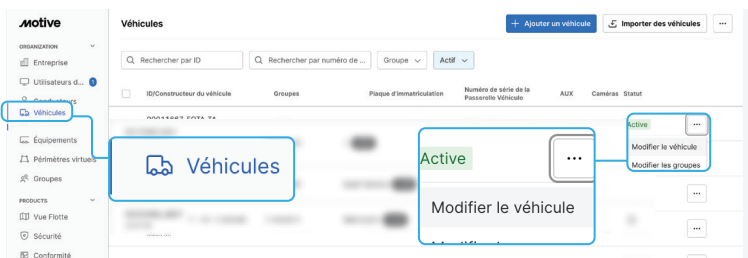 motive
Véhicules
+ Ajouter un véhicule
Importer des véhicules
ORGANIZATION
Entreprise
Utilisateurs d...
Conducteurs
Véhicules
Équipements
Périmètres virtuels
Groupes
PRODUCTS
Vue Flotte
Sécurité
Conformité
Rechercher par ID
Rechercher par numéro de ...
Groupe
Actif
ID/Constructeur du véhicule
Groupes
Plaque d'immatriculation
Numéro de série de la
Passerelle Véhicule
AUX
Caméras
Statut
Active
Modifier le véhicule
Modifier les groupes
Véhicules
Active
Modifier le véhicule